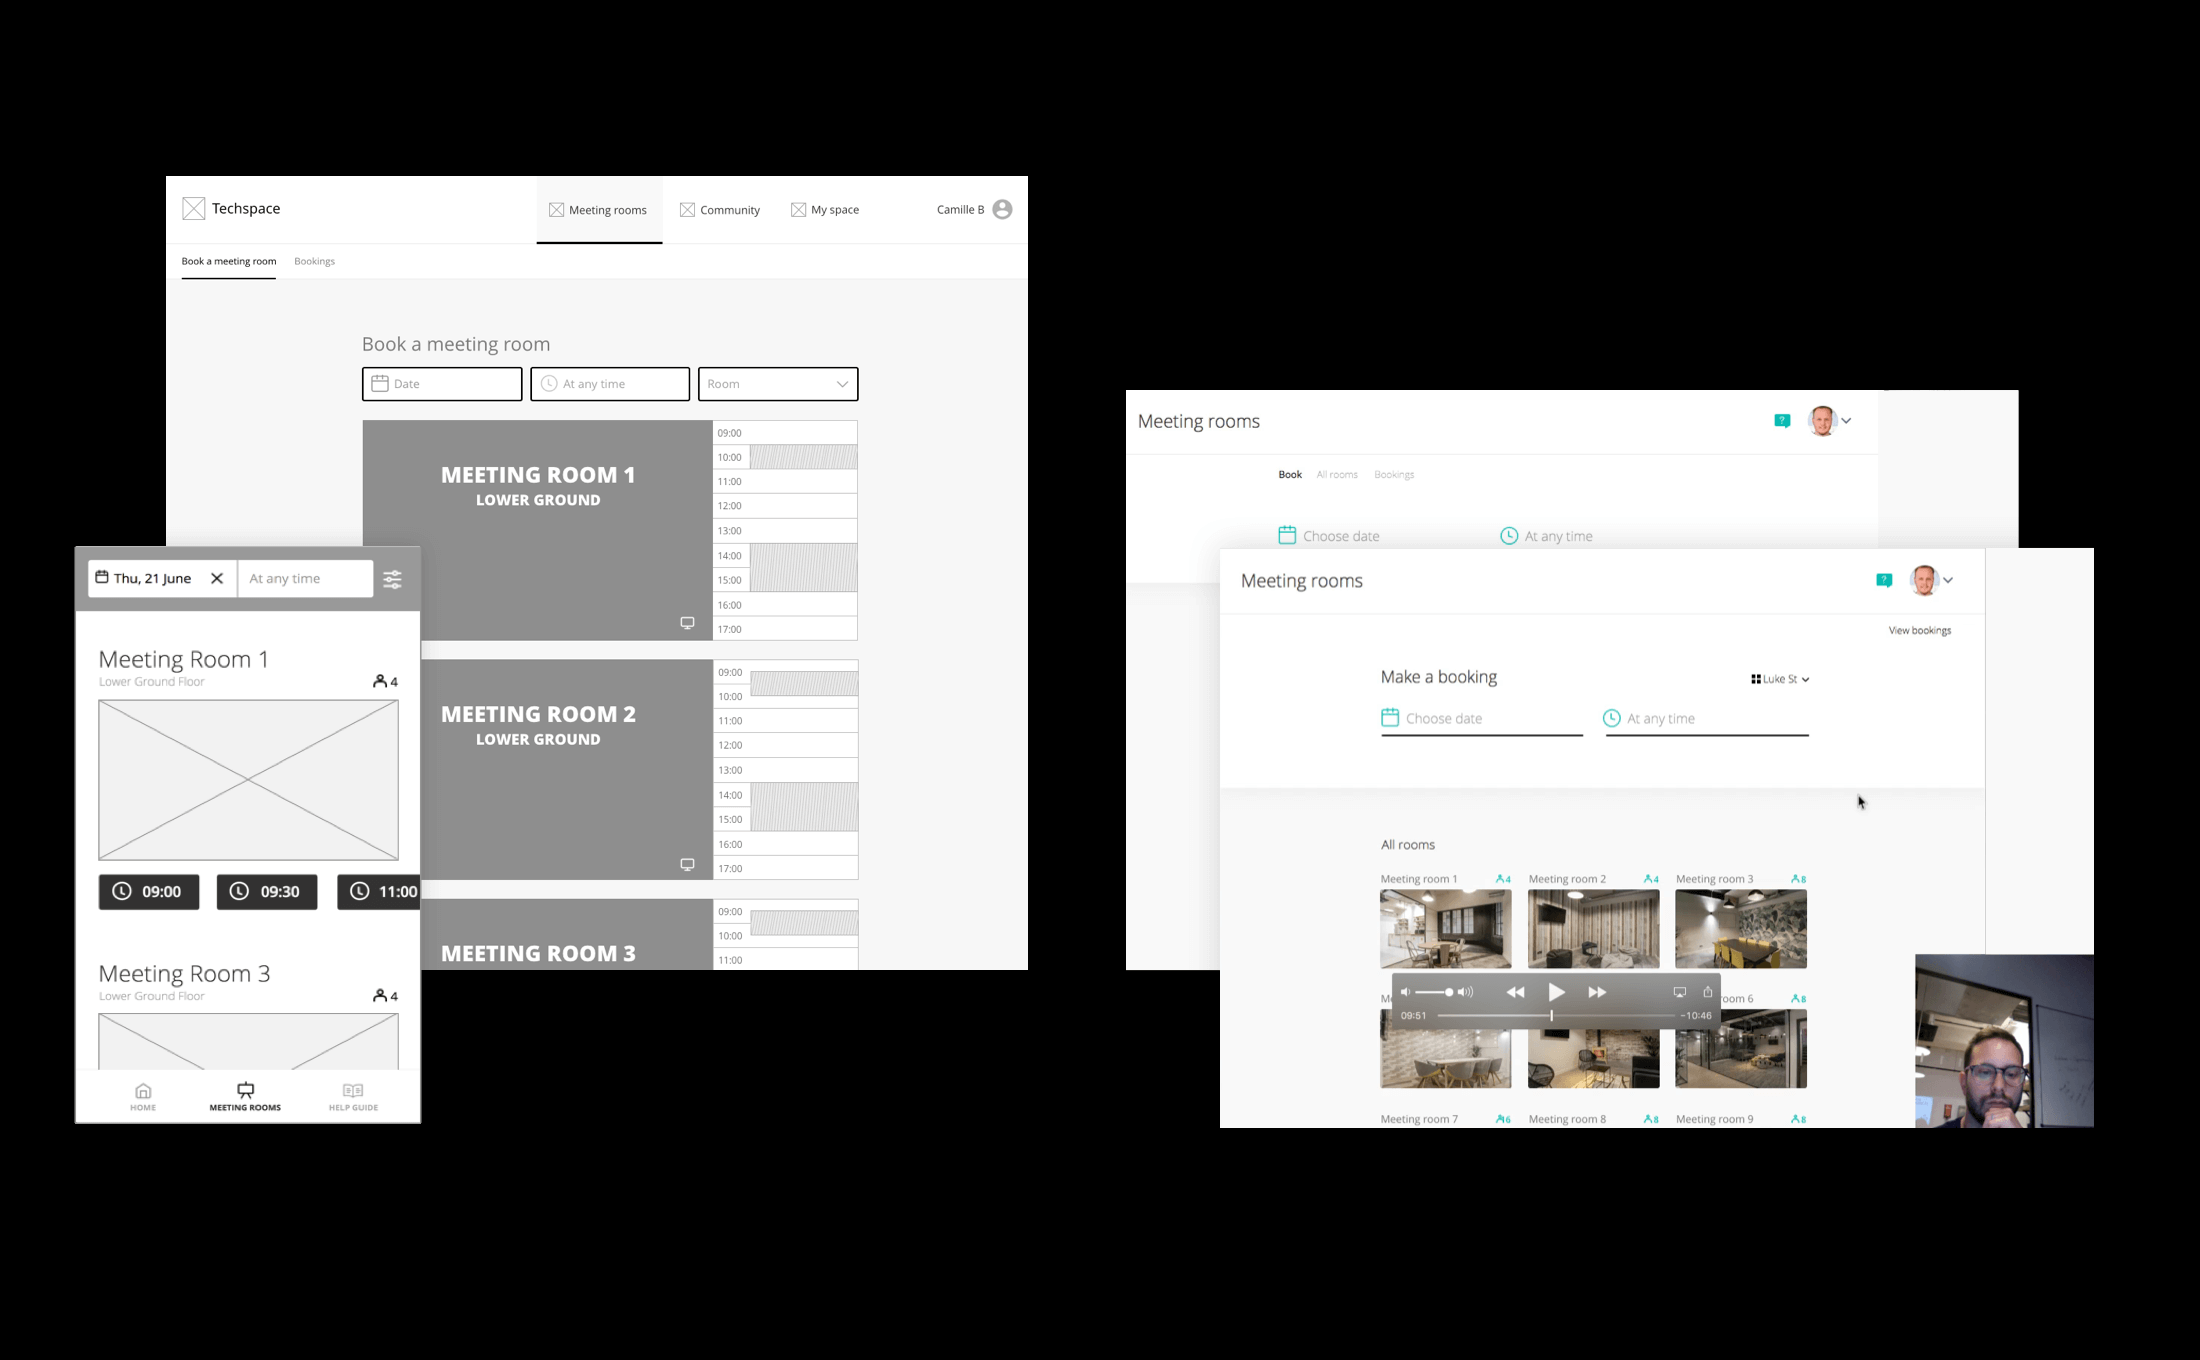 Techspace
Meeting rooms
Community
My space
Camille B
Book a meeting room
Bookings
Book a meeting room
Date
At any time
Room
MEETING ROOM 1
LOWER GROUND
09:00
10:00
11:00
12:00
13:00
14:00
15:00
16:00
17:00
MEETING ROOM 2
LOWER GROUND
09:00
10:00
11:00
12:00
13:00
14:00
15:00
16:00
17:00
MEETING ROOM 3
09:00
10:00
11:00
Thu, 21 June
At any time
Meeting Room 1
Lower Ground Floor
4
09:00
09:30
11:00
Meeting Room 3
Lower Ground Floor
4
HOME
MEETING ROOMS
HELP GUIDE
Meeting rooms
?
Book
All rooms
Bookings
Choose date
At any time
Meeting rooms
?
View bookings
Make a booking
Luke St
Choose date
At any time
All rooms
Meeting room 1
4
Meeting room 2
4
Meeting room 3
8
room 6
8
09:51
-10:46
Meeting room 7
16
Meeting room 8
8
Meeting room 9
8